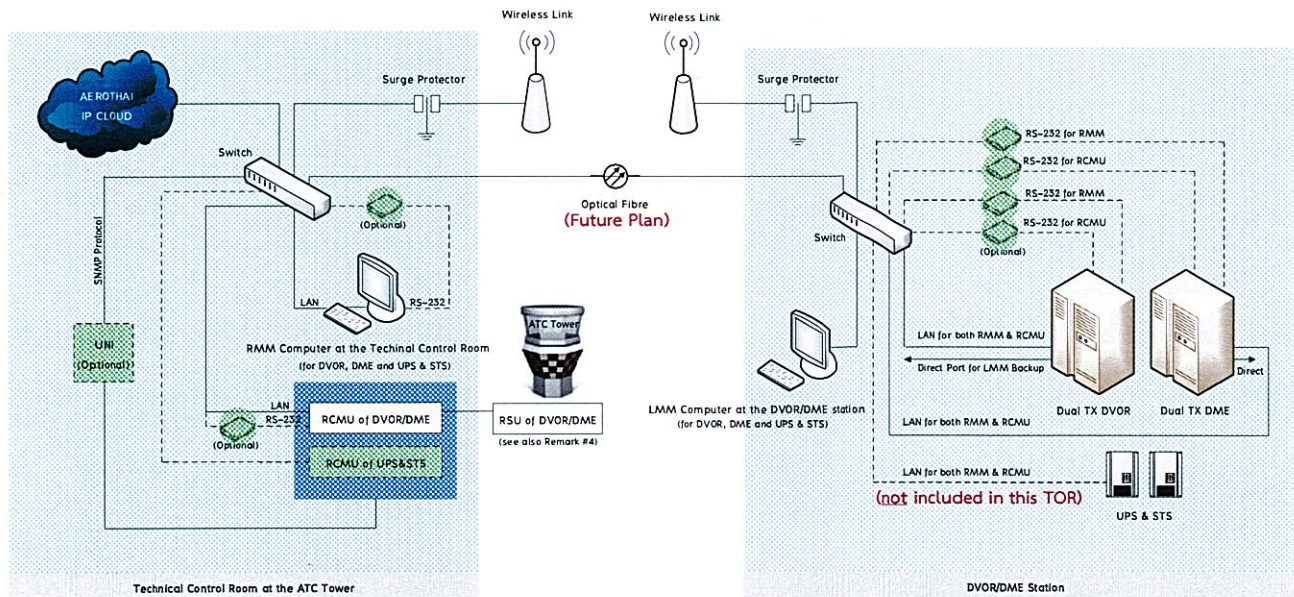 Wireless Link
Wireless Link
Surge Protector
Surge Protector
AEROTHAI
IP CLOUD
Switch
RS-232 for RMM
RS-232 for RCMU
RS-232 for RMM
RS-232 for RCMU
(Optional)
Optical Fibre
(Future Plan)
(Optional)
Switch
SNMP Protocol
LAN
RS-232
UNI
(Optional)
ATC Tower
RMM Computer at the Techinal Control Room
(for DVOR, DME and UPS & STS)
LAN for both RMM & RCMU
Direct Port for LMM Backup
Direct
Dual TX DVOR
Dual TX DME
LMM Computer at the DVOR/DME station
(for DVOR, DME and UPS & STS)
LAN
RS-232
(Optional)
RCMU of DVOR/DME
RSU of DVOR/DME
(see also Remark #4)
RCMU of UPS&STS
LAN for both RMM & RCMU
LAN for both RMM & RCMU
(not included in this TOR)
UPS & STS
Technical Control Room at the ATC Tower
DVOR/DME Station